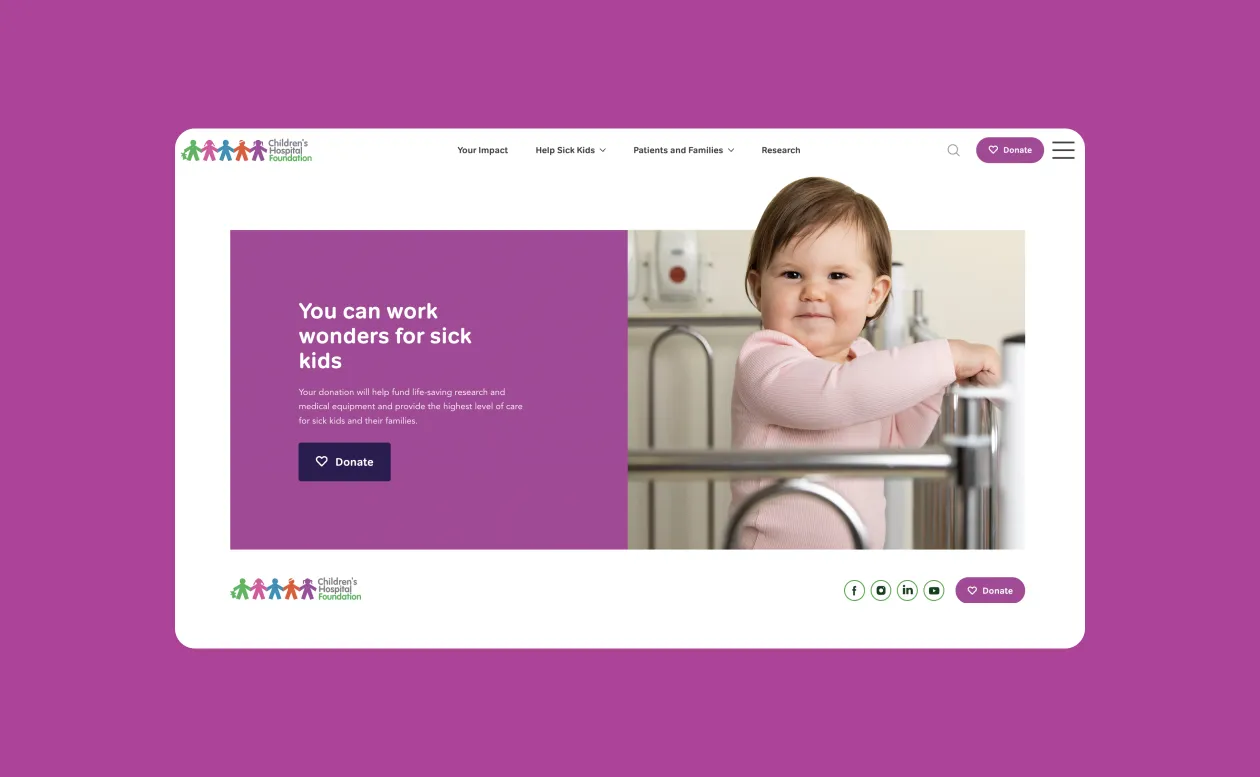 Children's
Hospital
Foundation
Your Impact
Help Sick Kids
Patients and Families
Research
Donate
You can work
wonders for sick
kids
Your donation will help fund life-saving research and
medical equipment and provide the highest level of care
for sick kids and their families.
Donate
Children's
Hospital
Foundation
f
in
Donate